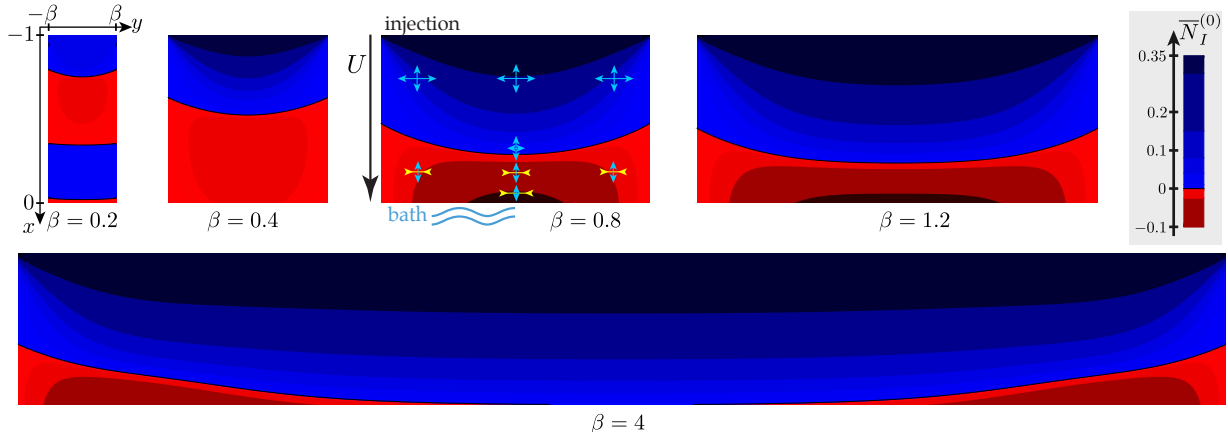 −β β y
−1
0
x
β = 0.2
β = 0.4
injection
U
bath
β = 0.8
β = 1.2
N̅_I^(0)
0.35
0.2
0.1
0
−0.1
β = 4